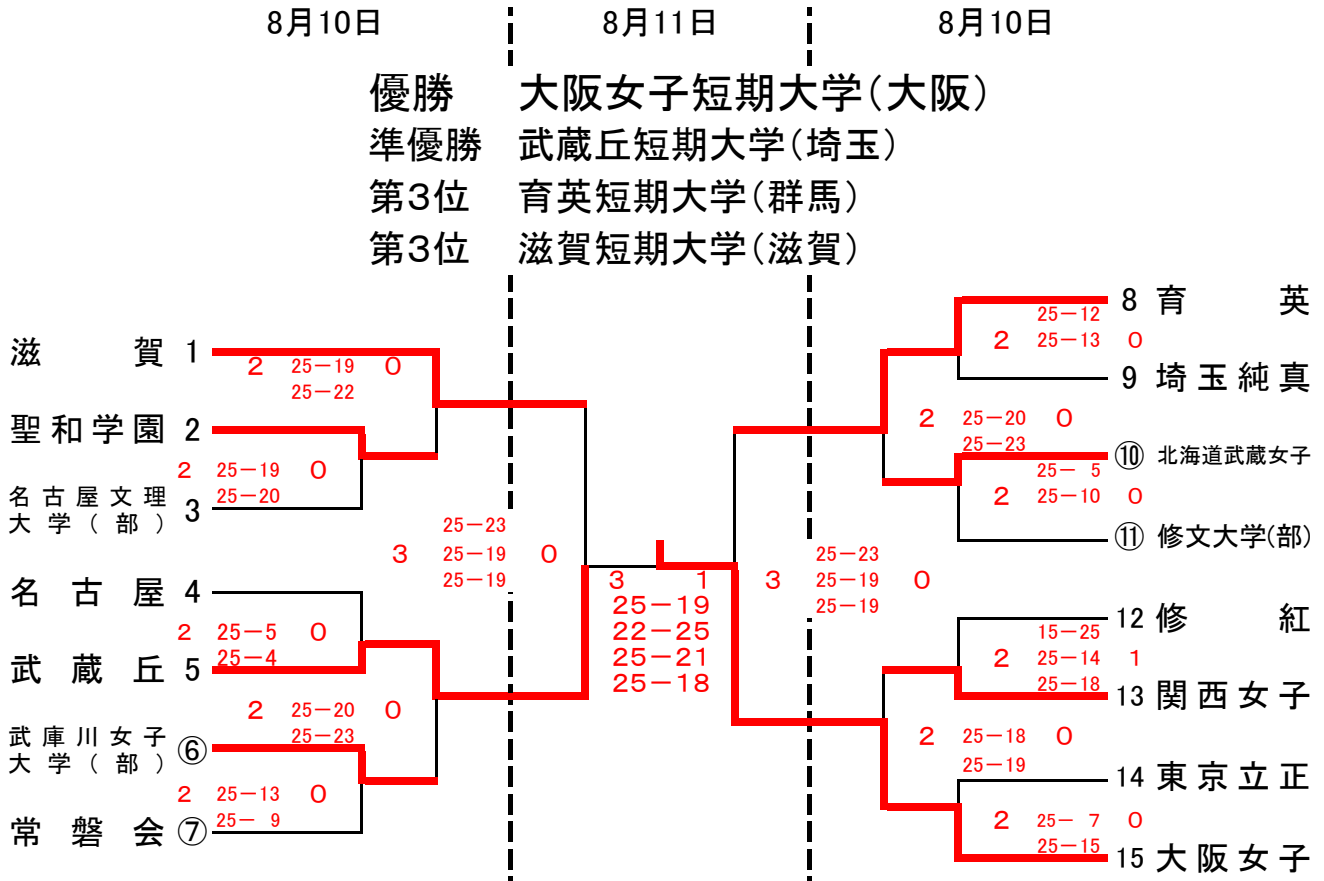 8月10日 8月11日 8月10日
優勝 大阪女子短期大学(大阪)
準優勝 武蔵丘短期大学(埼玉)
第3位 育英短期大学(群馬)
第3位 滋賀短期大学(滋賀)
滋賀 1
2 25-19 0
25-22
聖和学園 2
2 25-19 0
25-20
名古屋文理
大学(部) 3
3 25-23 0
25-19
25-19
名古屋 4
2 25-5 0
25-4
武蔵丘 5
2 25-20 0
25-23
武庫川女子
大学(部) ⑥
2 25-13 0
25- 9
常磐会 ⑦
3 1
25-19
22-25
25-21
25-18
8 育英
25-12
2 25-13 0
9 埼玉純真
2 25-20 0
25-23
⑩ 北海道武蔵女子
25- 5
2 25-10 0
⑪ 修文大学(部)
25-23
3 25-19 0
25-19
12 修紅
15-25
2 25-14 1
25-18
13 関西女子
2 25-18 0
25-19
14 東京立正
2 25- 7 0
25-15
15 大阪女子